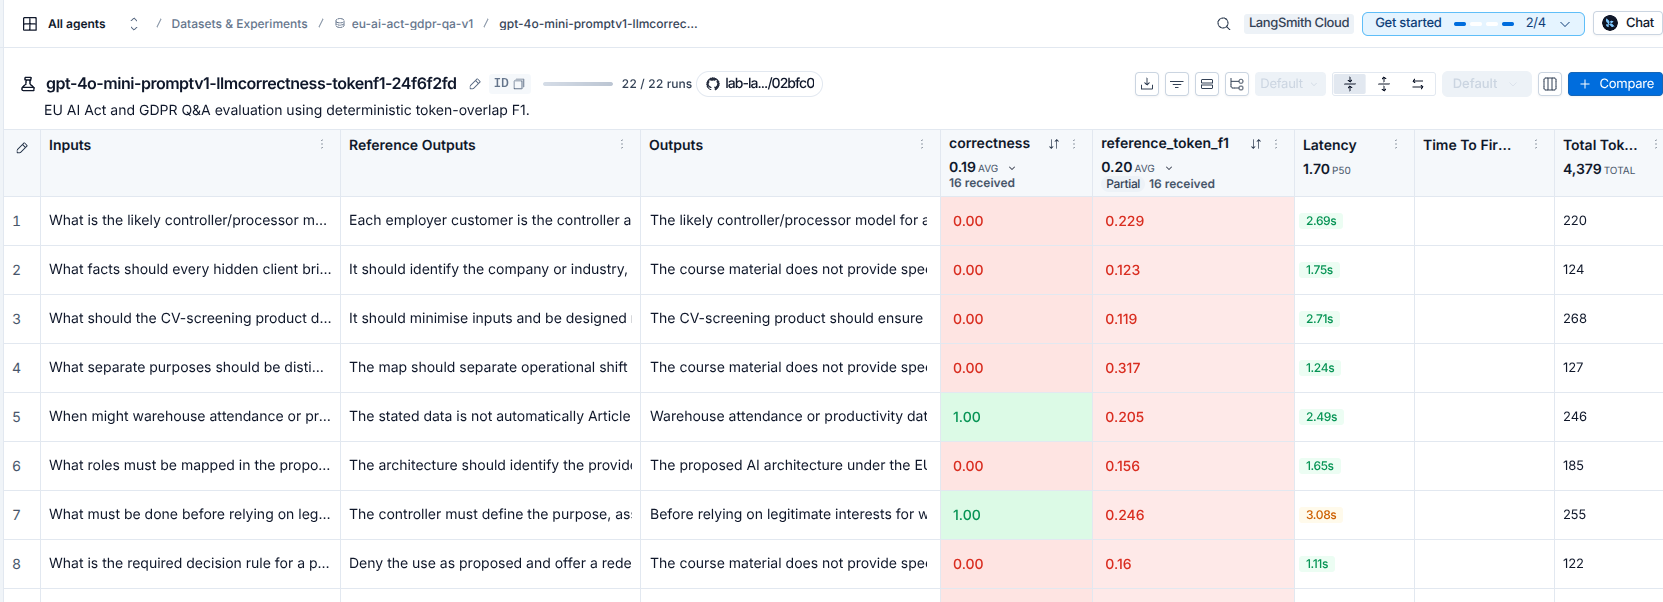 All agents / Datasets & Experiments / eu-ai-act-gdpr-qa-v1 / gpt-4o-mini-promptv1-llmcorrec... LangSmith Cloud Get started 2/4 Chat
gpt-4o-mini-promptv1-llmcorrectness-tokenf1-24f6f2fd ID 22 / 22 runs lab-la.../02bfc0 Default Default + Compare
EU AI Act and GDPR Q&A evaluation using deterministic token-overlap F1.
Inputs Reference Outputs Outputs correctness reference_token_f1 Latency Time To Fir... Total Tok...
0.19 AVG 0.20 AVG 1.70 P50 4,379 TOTAL
16 received Partial 16 received
1 What is the likely controller/processor m... Each employer customer is the controller a The likely controller/processor model for a 0.00 0.229 2.69s 220
2 What facts should every hidden client bri... It should identify the company or industry, The course material does not provide spe 0.00 0.123 1.75s 124
3 What should the CV-screening product d... It should minimise inputs and be designed The CV-screening product should ensure 0.00 0.119 2.71s 268
4 What separate purposes should be disti... The map should separate operational shift The course material does not provide spe 0.00 0.317 1.24s 127
5 When might warehouse attendance or pr... The stated data is not automatically Article Warehouse attendance or productivity dat 1.00 0.205 2.49s 246
6 What roles must be mapped in the propo... The architecture should identify the provid The proposed AI architecture under the EU 0.00 0.156 1.65s 185
7 What must be done before relying on leg... The controller must define the purpose, as Before relying on legitimate interests for w 1.00 0.246 3.08s 255
8 What is the required decision rule for a p... Deny the use as proposed and offer a rede The course material does not provide spe 0.00 0.16 1.11s 122